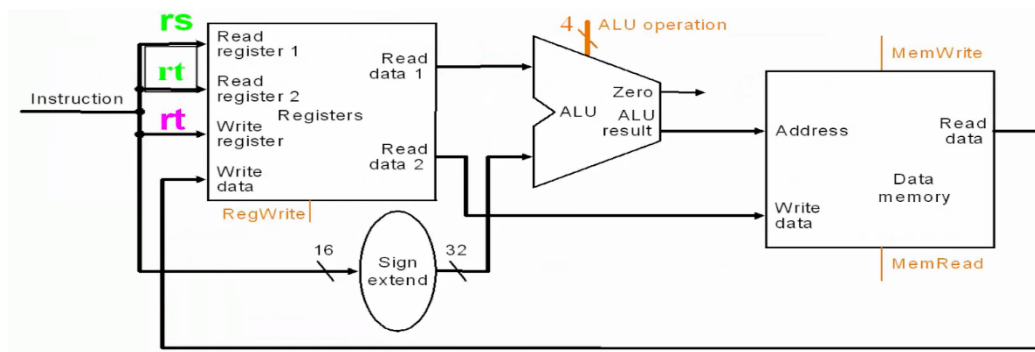 rs
Read
register 1
rt
Read
register 2
Instruction
rt
Write
register
Write
data
Registers
Read
data 1
Read
data 2
RegWrite
16
Sign
extend
32
4
ALU operation
Zero
ALU
ALU
result
MemWrite
Address
Read
data
Data
memory
Write
data
MemRead